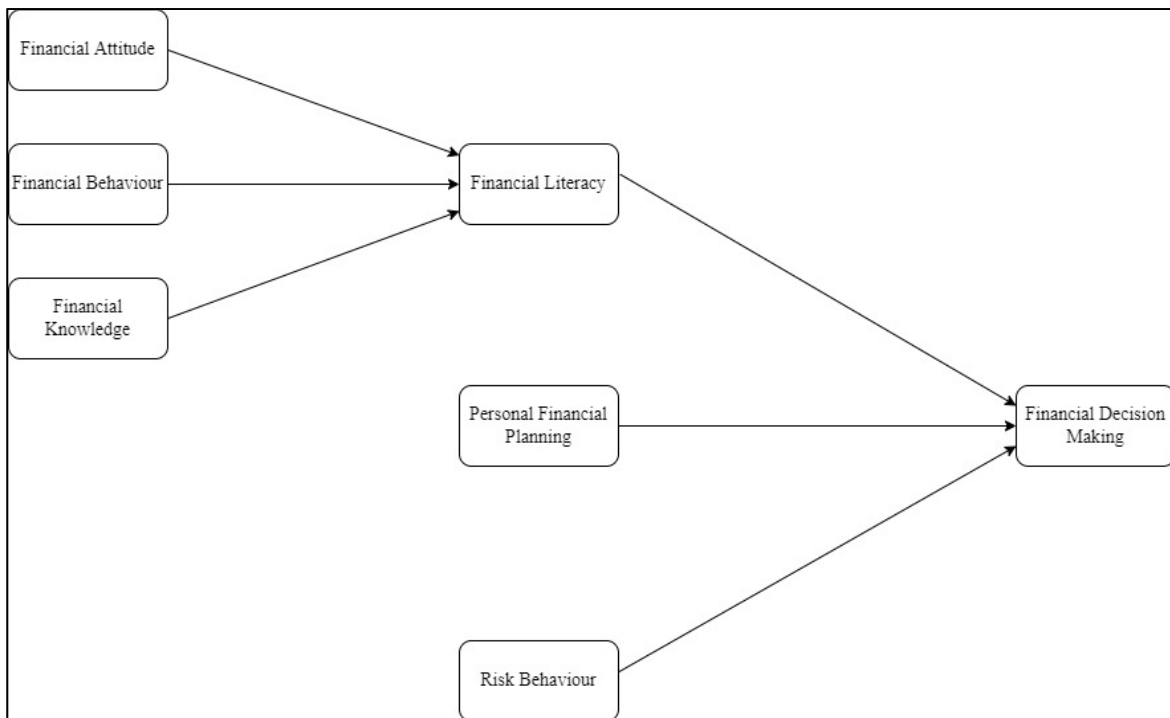 Financial Attitude
Financial Behaviour
Financial Literacy
Financial
Knowledge
Personal Financial
Planning
Financial Decision
Making
Risk Behaviour